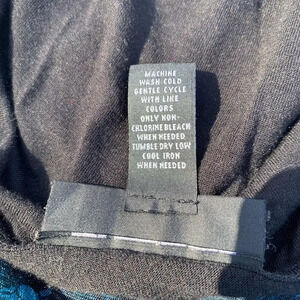 MACHINE
WASH COLD
GENTLE CYCLE
WITH LIKE
COLORS
ONLY NON-
CHLORINE BLEACH
WHEN NEEDED
TUMBLE DRY LOW
COOL IRON
WHEN NEEDED